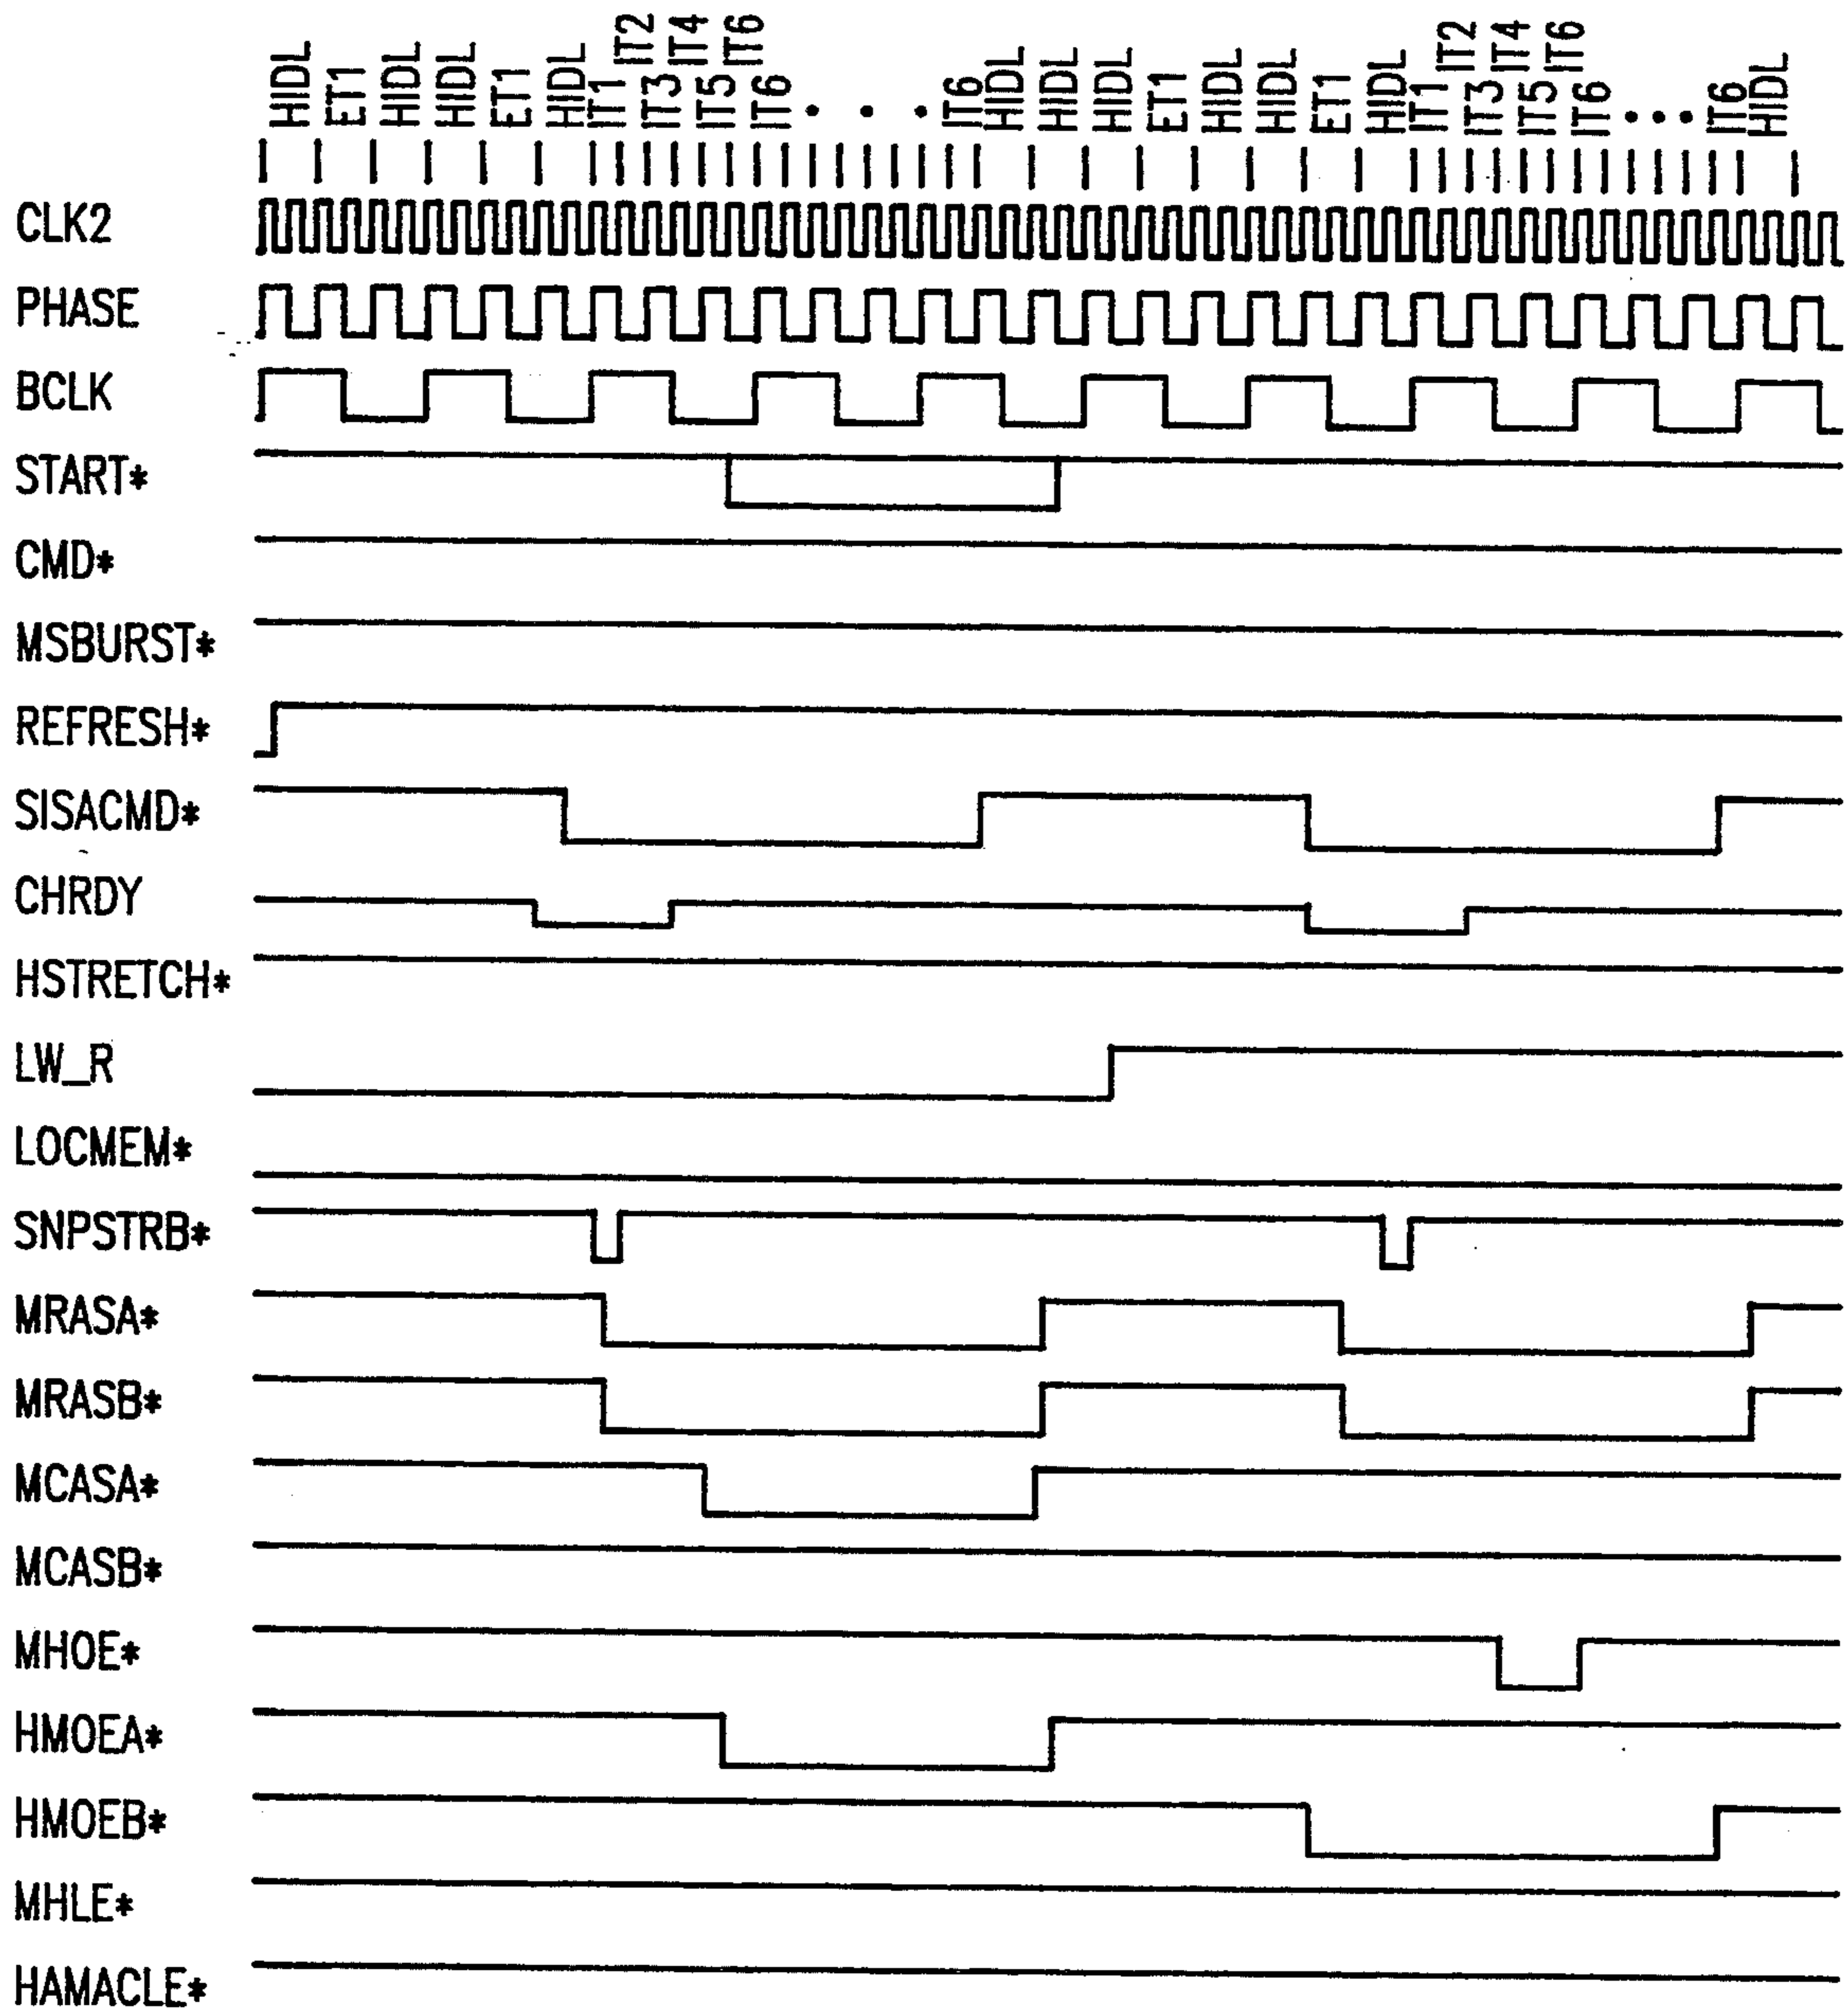 HIDL ET1 HIDL HIDL ET1 HIDL IT1 IT2 IT3 IT4 IT5 IT6 IT6 • • • IT6 HIDL HIDL HIDL ET1 HIDL HIDL ET1 HIDL IT1 IT2 IT3 IT4 IT5 IT6 IT6 • • • IT6 HIDL
CLK2
PHASE
BCLK
START*
CMD*
MSBURST*
REFRESH*
SISACMD*
CHRDY
HSTRETCH*
LW_R
LOCMEM*
SNPSTRB*
MRASA*
MRASB*
MCASA*
MCASB*
MHOE*
HMOEA*
HMOEB*
MHLE*
HAMACLE*